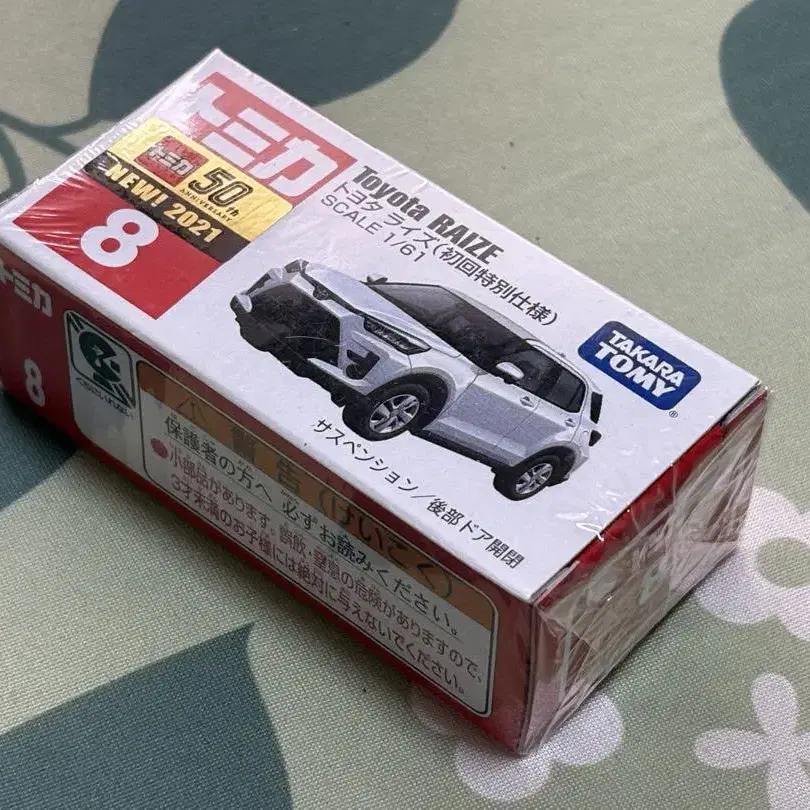 トミカ
トミカ
50th
ANNIVERSARY
NEW! 2021
8
Toyota RAIZE
トヨタ ライズ(初回特別仕様)
SCALE 1/61
TAKARA
TOMY
®
サスペンション/後部ドア開閉
トミカ
8
警告(けいこく)
保護者の方へ 必ずお読みください。
●小部品があります。誤飲・窒息の危険がありますので、
3才未満のお子様には絶対に与えないでください。
8